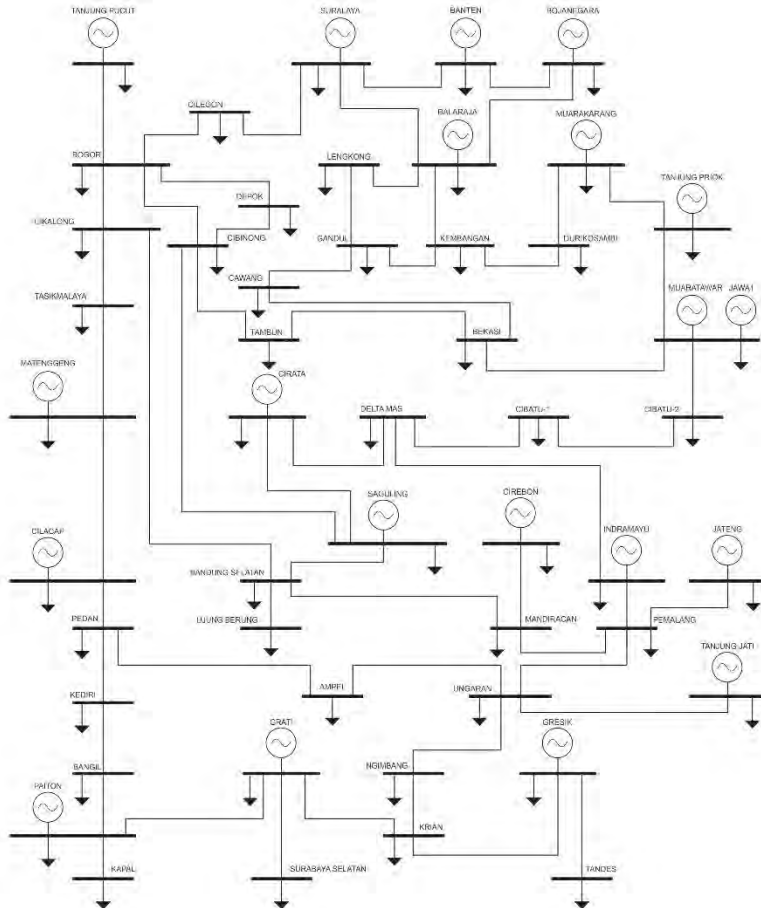 TANJUNG PUCUT
SURALAYA
BANTEN
BOJANEGARA
CILEGON
BALARAJA
MUARAKARANG
BOGOR
LENGKONG
TANJUNG PRIOK
DEPOK
CIKALONG
CIBINONG
GANDUL
KEMBANGAN
DURIKOSAMBI
CAWANG
TASIKMALAYA
MUARATAWAR
JAWA1
TAMBUN
BEKASI
MATENGGENG
CIRATA
DELTA MAS
CIBATU-1
CIBATU-2
SAGULING
CIREBON
CILACAP
INDRAMAYU
JATENG
BANDUNG SELATAN
PEDAN
UJUNG BERUNG
MANDIRACAN
PEMALANG
TANJUNG JATI
KEDIRI
AMPEL
UNGARAN
GRATI
GRESIK
BANGIL
NGIMBANG
PAITON
KRIAN
KAPAL
SURABAYA SELATAN
TANDES